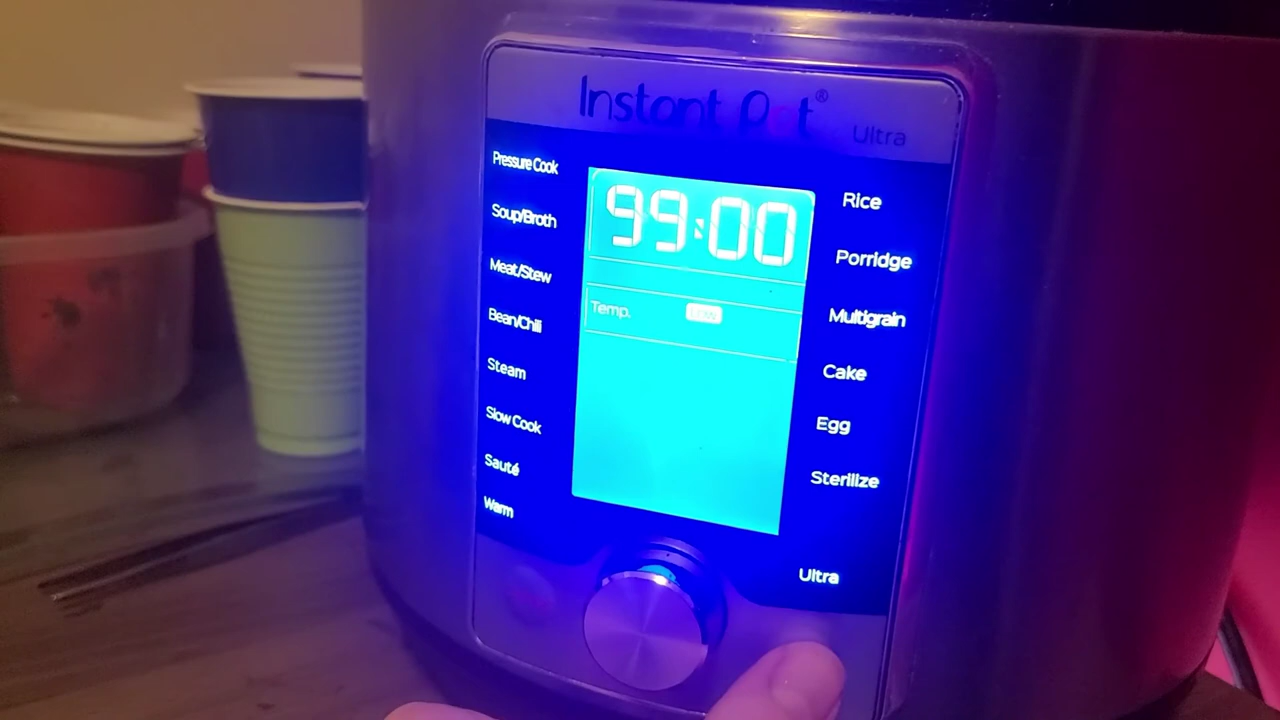 Instant Pot®
Ultra
Pressure Cook
Soup/Broth
Meat/Stew
Bean/Chili
Steam
Slow Cook
Sauté
Warm
99:00
Temp. Low
Rice
Porridge
Multigrain
Cake
Egg
Sterilize
Ultra